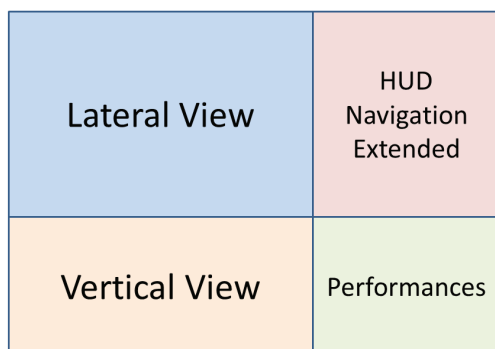 Lateral View
HUD
Navigation
Extended
Vertical View
Performances